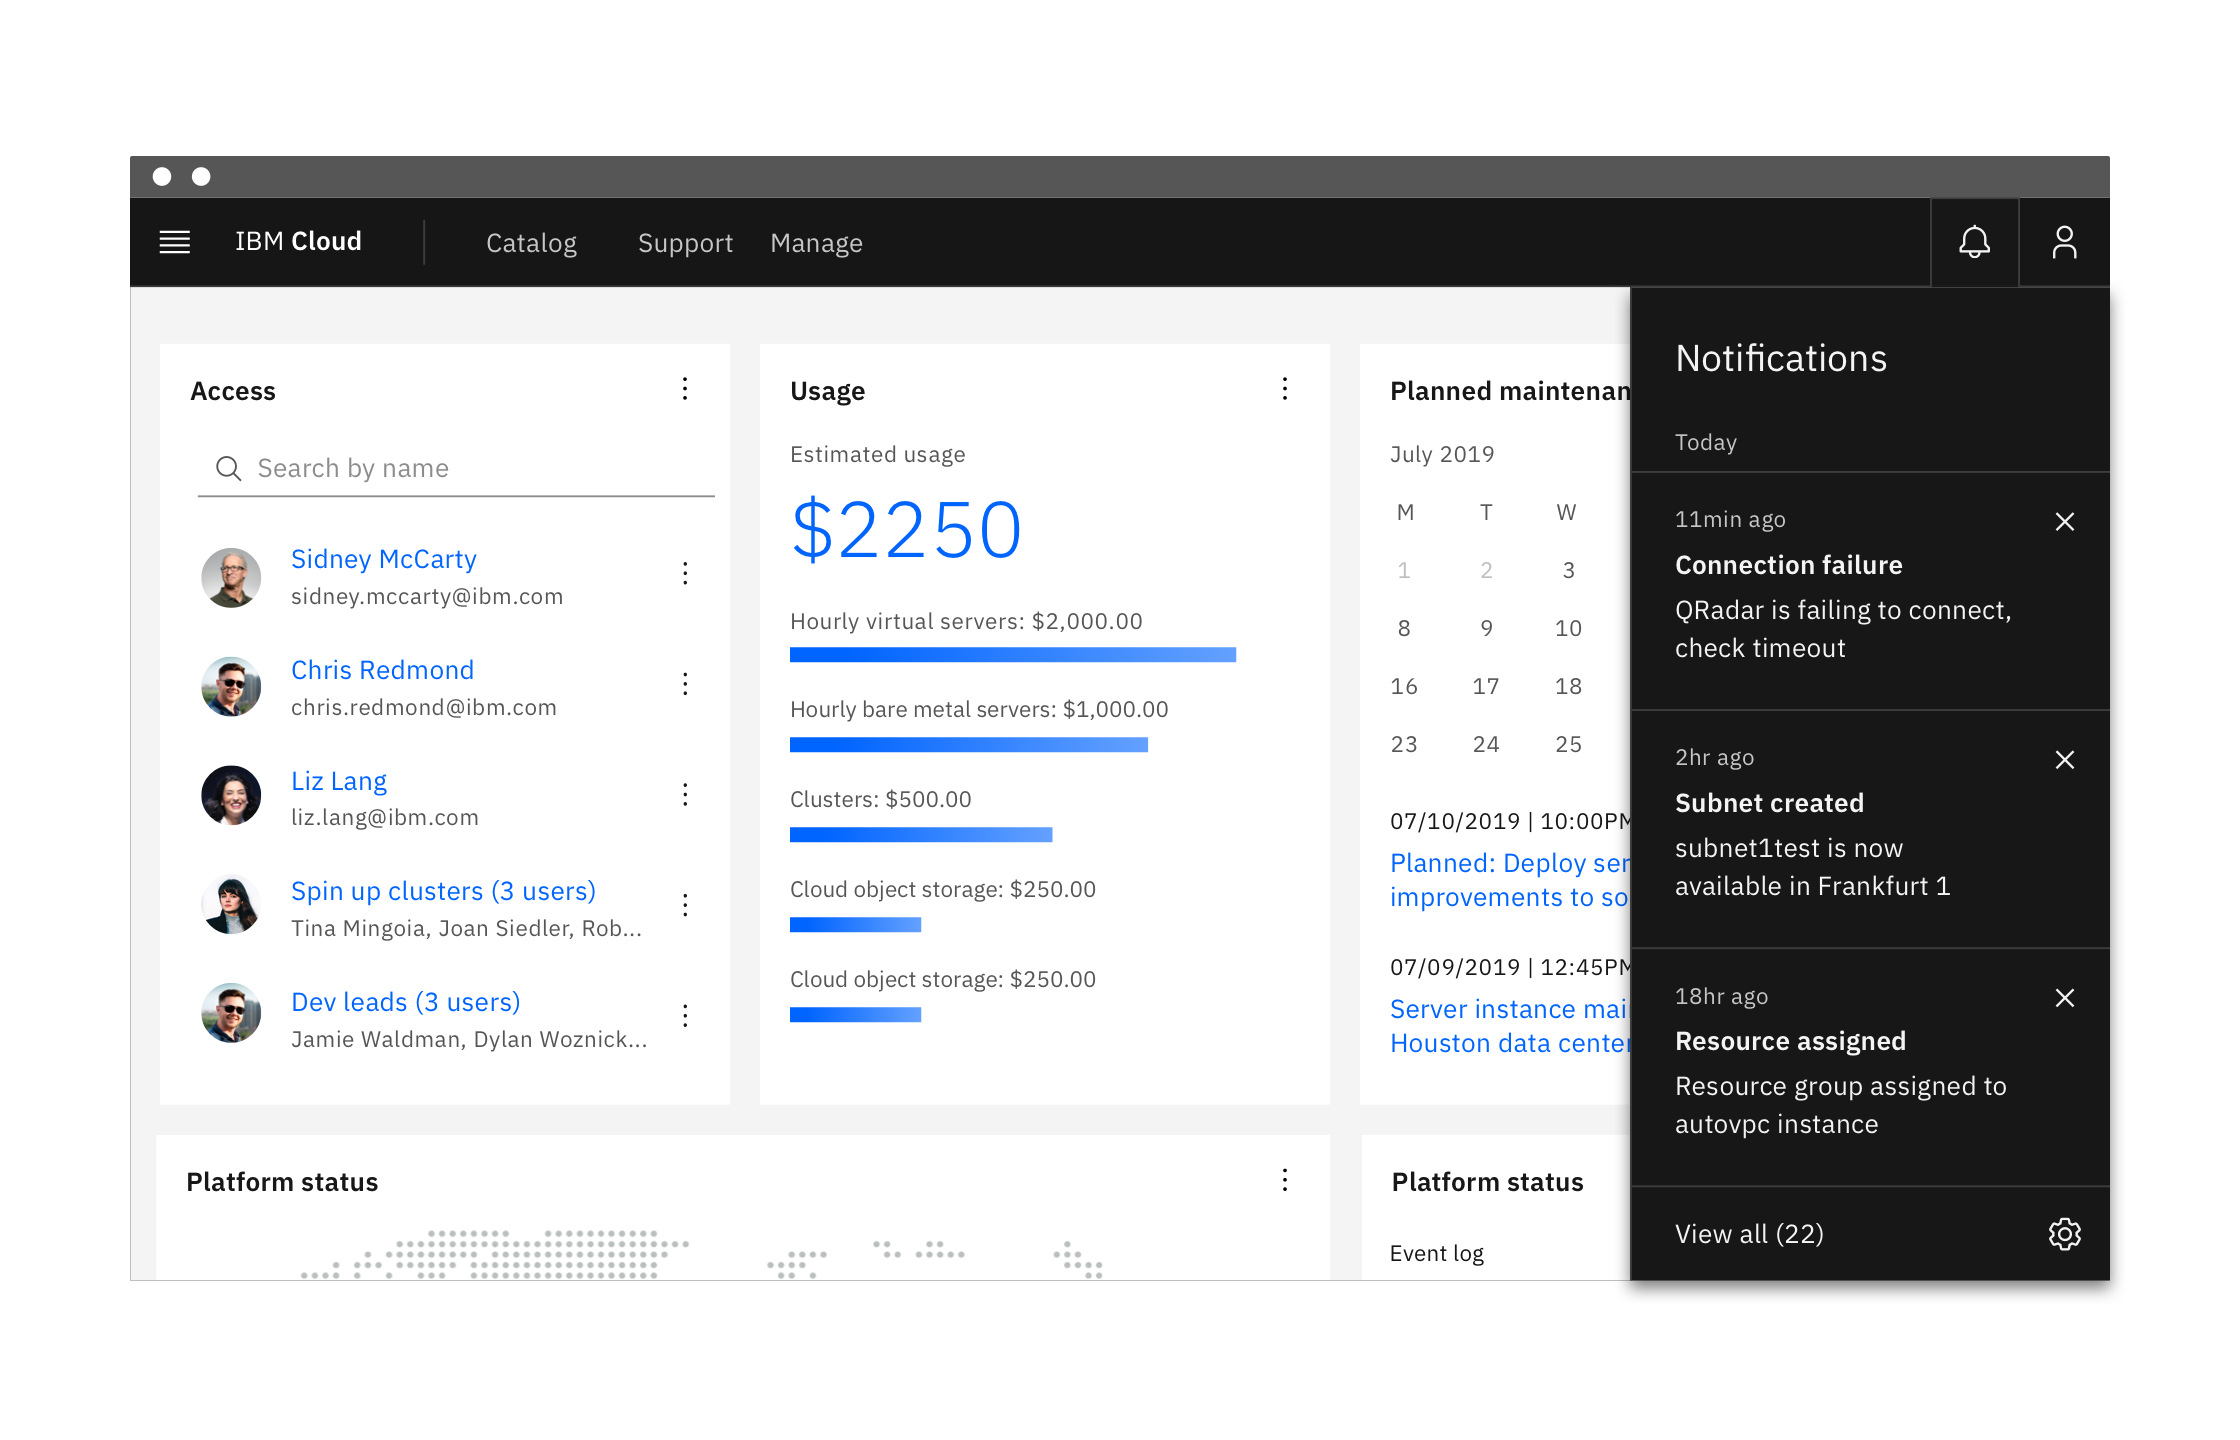 IBM Cloud
Catalog
Support
Manage
Access
Search by name
Sidney McCarty
sidney.mccarty@ibm.com
Chris Redmond
chris.redmond@ibm.com
Liz Lang
liz.lang@ibm.com
Spin up clusters (3 users)
Tina Mingoia, Joan Siedler, Rob...
Dev leads (3 users)
Jamie Waldman, Dylan Woznick...
Usage
Estimated usage
$2250
Hourly virtual servers: $2,000.00
Hourly bare metal servers: $1,000.00
Clusters: $500.00
Cloud object storage: $250.00
Cloud object storage: $250.00
Planned maintenan
July 2019
M T W
1 2 3
8 9 10
16 17 18
23 24 25
07/10/2019 | 10:00PM
Planned: Deploy ser
improvements to so
07/09/2019 | 12:45PM
Server instance mai
Houston data center
Notifications
Today
11min ago
Connection failure
QRadar is failing to connect,
check timeout
2hr ago
Subnet created
subnet1test is now
available in Frankfurt 1
18hr ago
Resource assigned
Resource group assigned to
autovpc instance
View all (22)
Platform status
Platform status
Event log